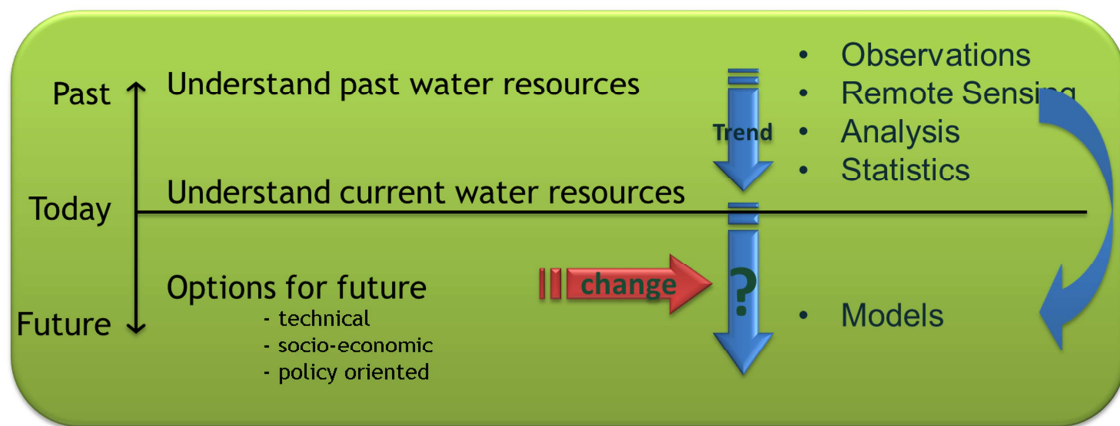 Past
Understand past water resources
Trend
• Observations
• Remote Sensing
• Analysis
• Statistics
Today
Understand current water resources
Future
Options for future
- technical
- socio-economic
- policy oriented
change
?
• Models